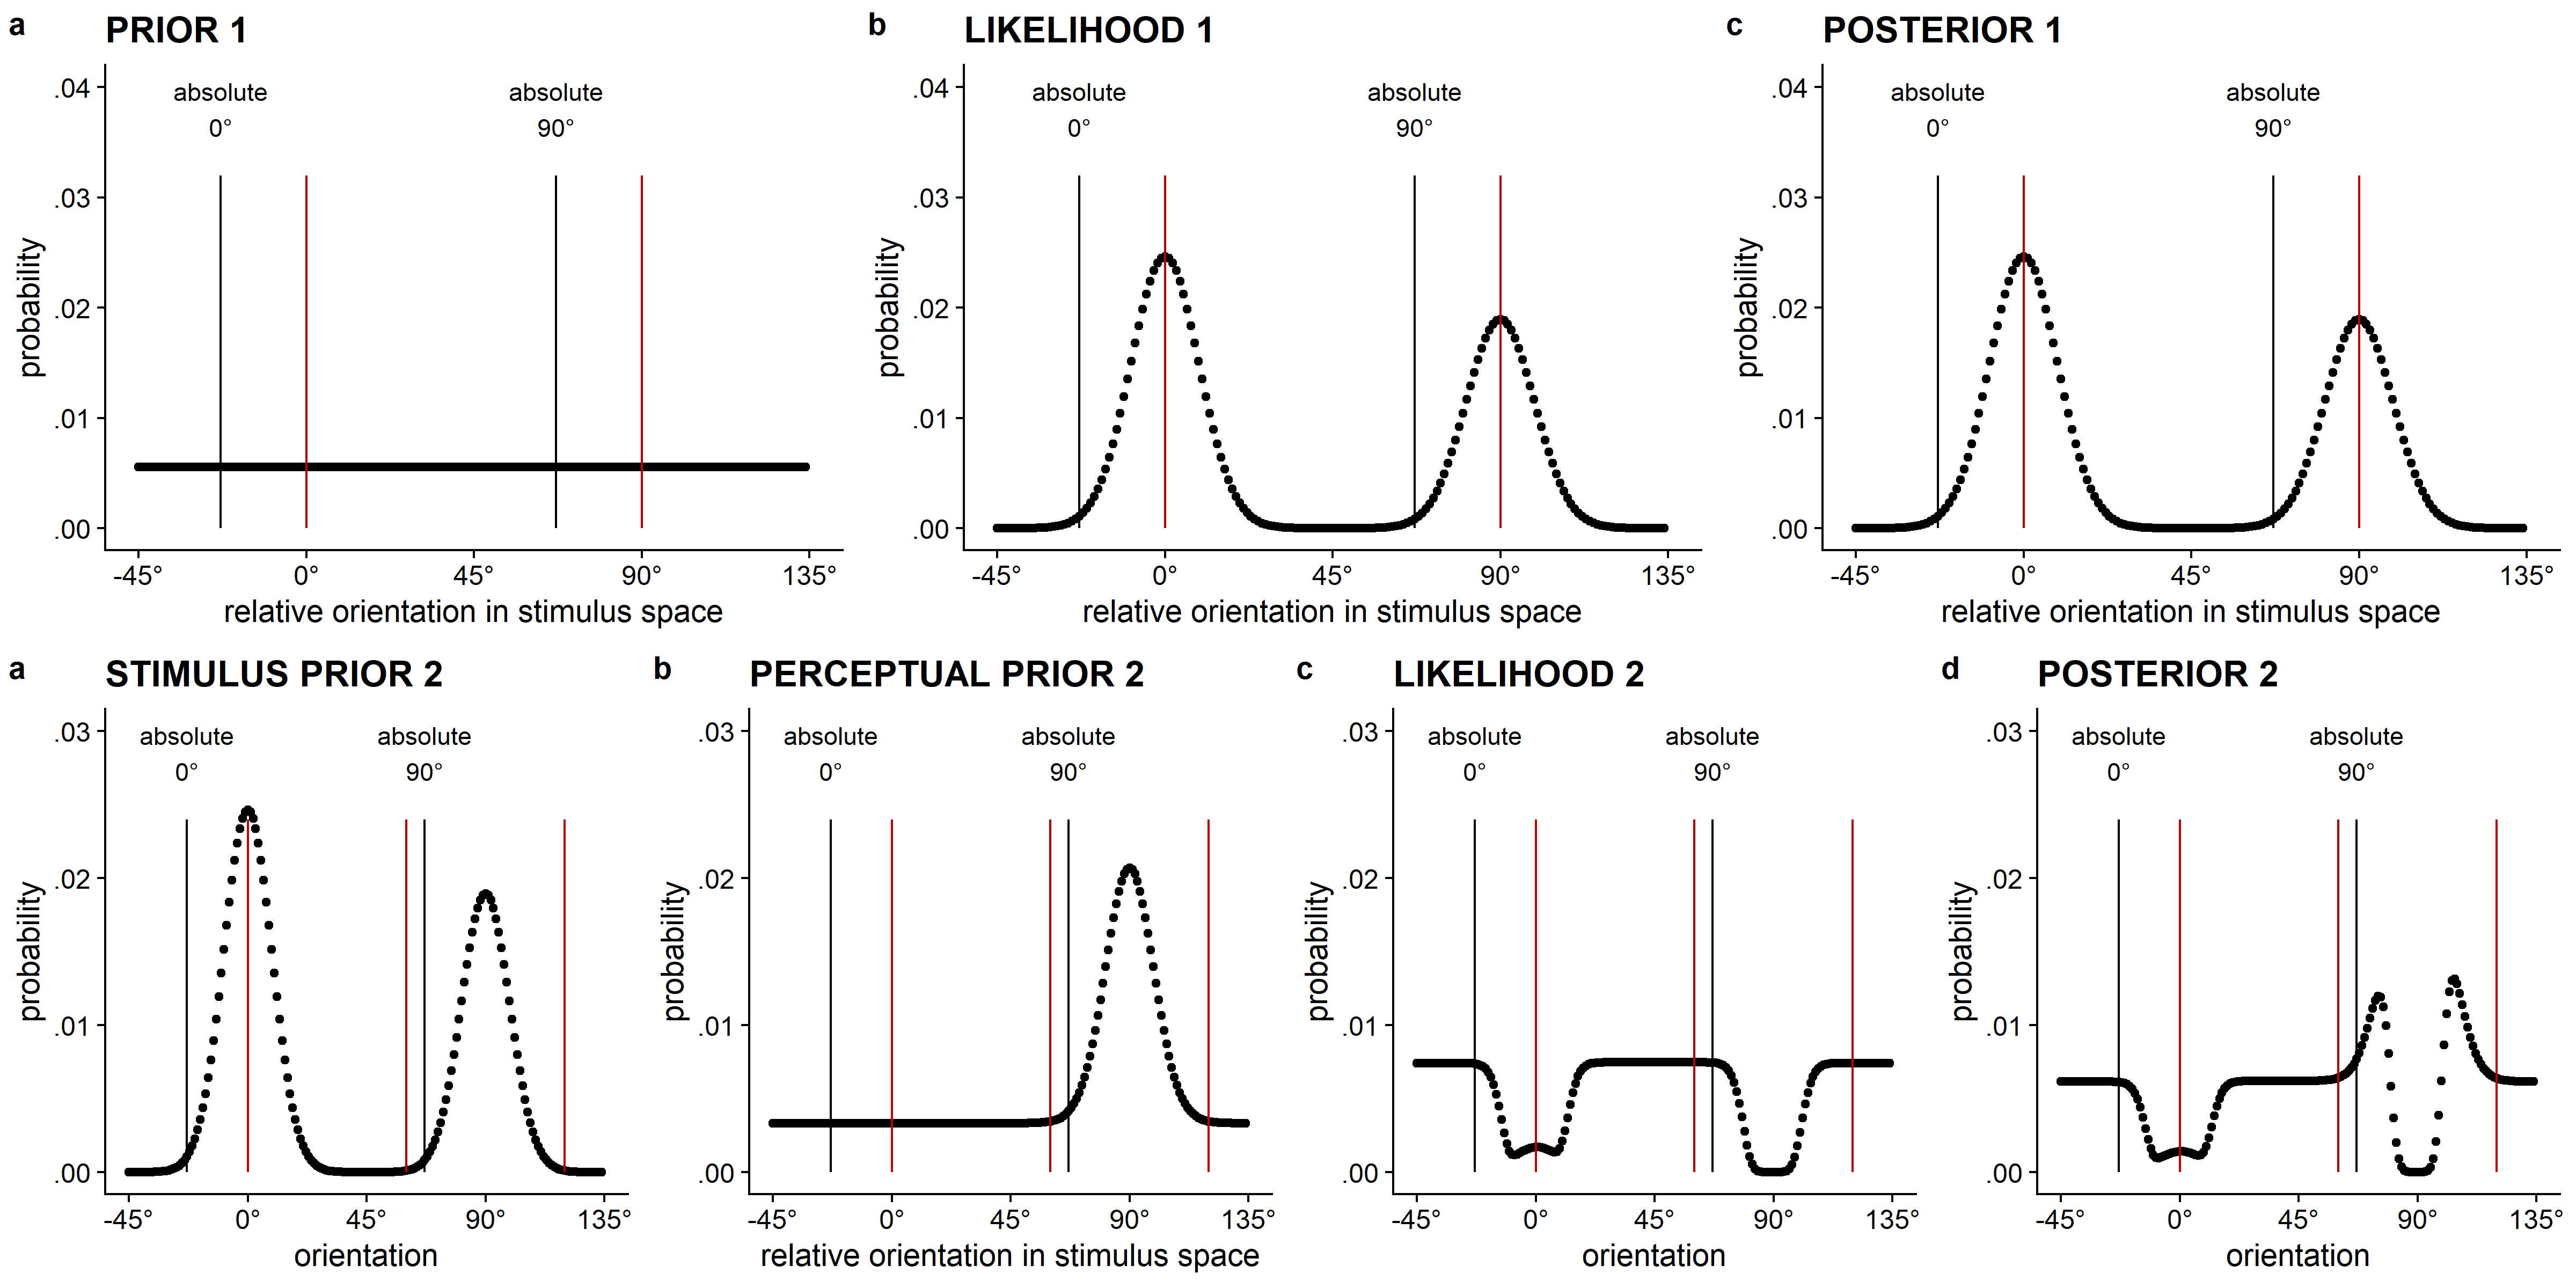 a PRIOR 1
absolute absolute
0° 90°
.04
.03
.02
.01
.00
probability
-45° 0° 45° 90° 135°
relative orientation in stimulus space
b LIKELIHOOD 1
absolute absolute
0° 90°
.04
.03
.02
.01
.00
probability
-45° 0° 45° 90° 135°
relative orientation in stimulus space
c POSTERIOR 1
absolute absolute
0° 90°
.04
.03
.02
.01
.00
probability
-45° 0° 45° 90° 135°
relative orientation in stimulus space
a STIMULUS PRIOR 2
absolute absolute
0° 90°
.03
.02
.01
.00
probability
-45° 0° 45° 90° 135°
orientation
b PERCEPTUAL PRIOR 2
absolute absolute
0° 90°
.03
.02
.01
.00
probability
-45° 0° 45° 90° 135°
relative orientation in stimulus space
c LIKELIHOOD 2
absolute absolute
0° 90°
.03
.02
.01
.00
probability
-45° 0° 45° 90° 135°
orientation
d POSTERIOR 2
absolute absolute
0° 90°
.03
.02
.01
.00
probability
-45° 0° 45° 90° 135°
orientation